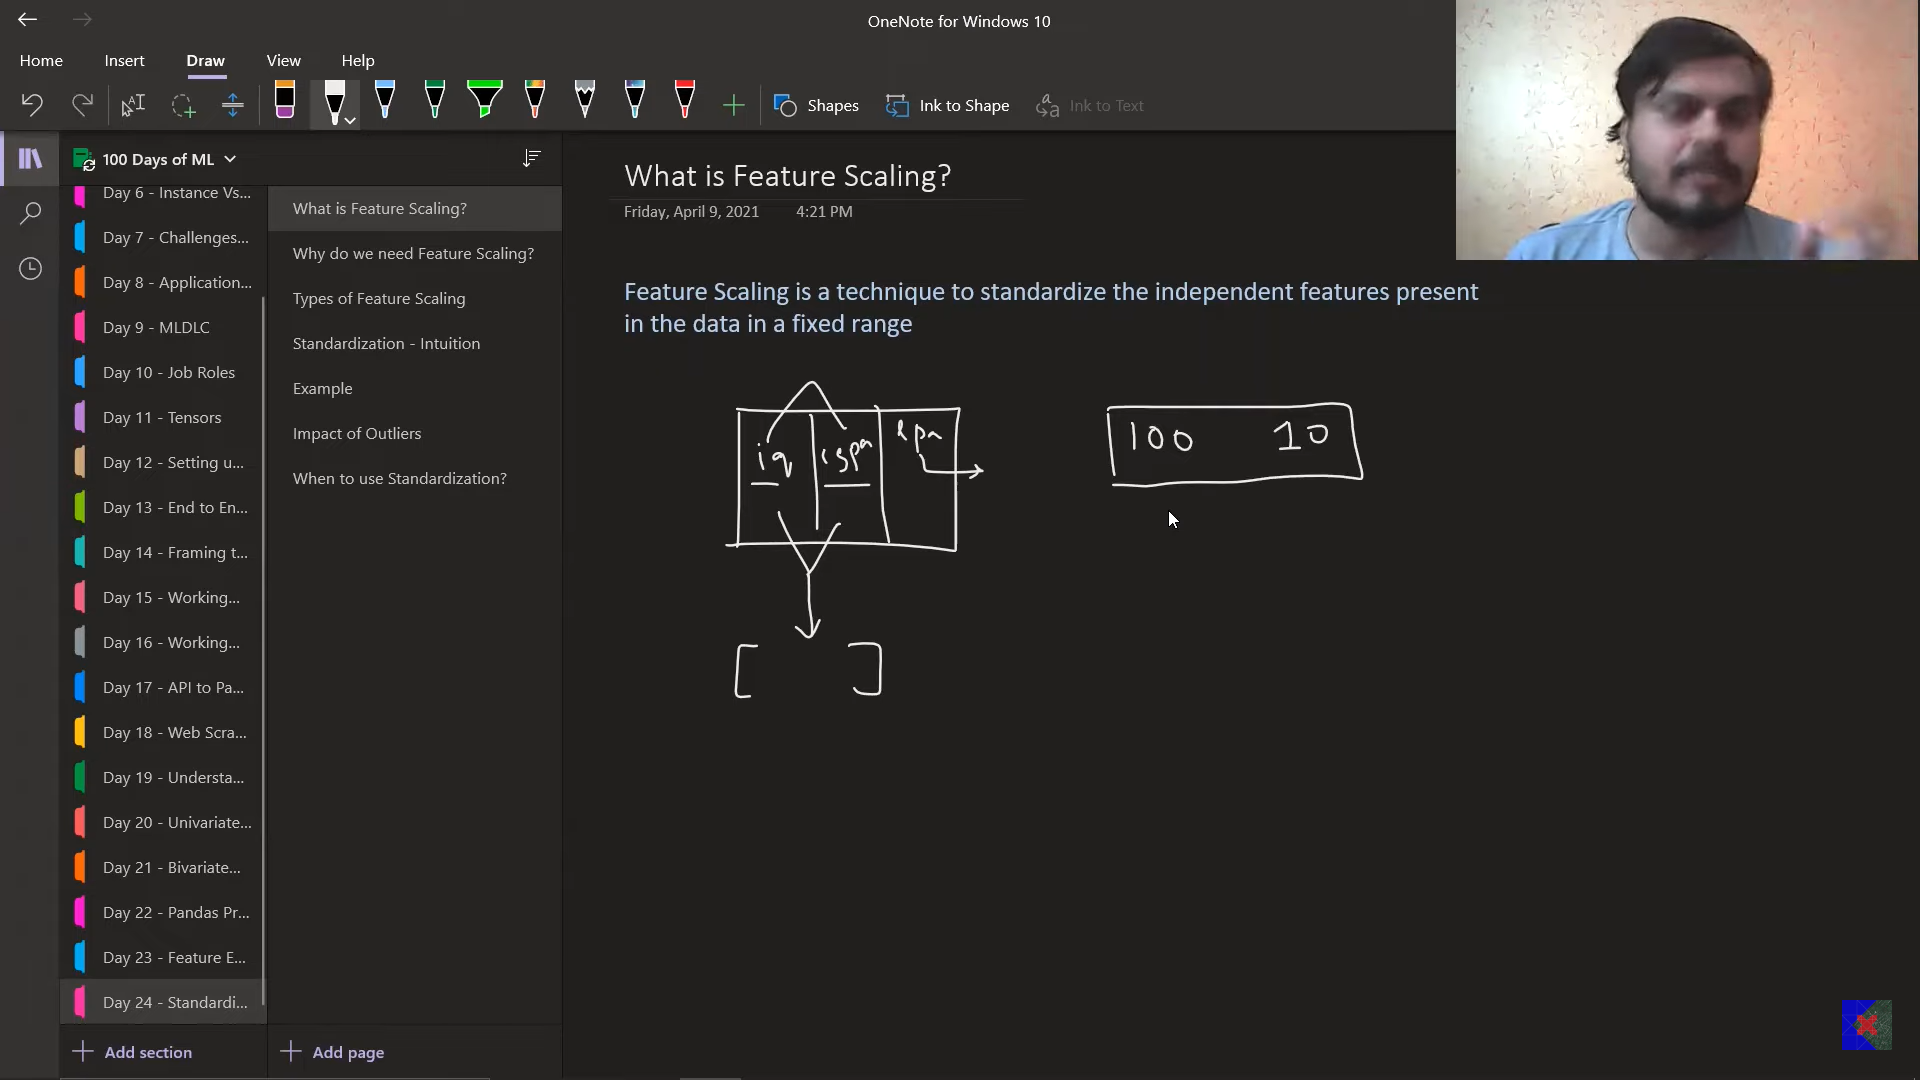 OneNote for Windows 10
Home Insert Draw View Help
Shapes Ink to Shape Ink to Text
100 Days of ML
Day 6 - Instance Vs...
Day 7 - Challenges...
Day 8 - Application...
Day 9 - MLDLC
Day 10 - Job Roles
Day 11 - Tensors
Day 12 - Setting u...
Day 13 - End to En...
Day 14 - Framing t...
Day 15 - Working...
Day 16 - Working...
Day 17 - API to Pa...
Day 18 - Web Scra...
Day 19 - Understa...
Day 20 - Univariate...
Day 21 - Bivariate...
Day 22 - Pandas Pr...
Day 23 - Feature E...
Day 24 - Standardi...
Add section
What is Feature Scaling?
Why do we need Feature Scaling?
Types of Feature Scaling
Standardization - Intuition
Example
Impact of Outliers
When to use Standardization?
Add page
What is Feature Scaling?
Friday, April 9, 2021 4:21 PM
Feature Scaling is a technique to standardize the independent features present
in the data in a fixed range
iq cgpa lpa
[ ]
100 10